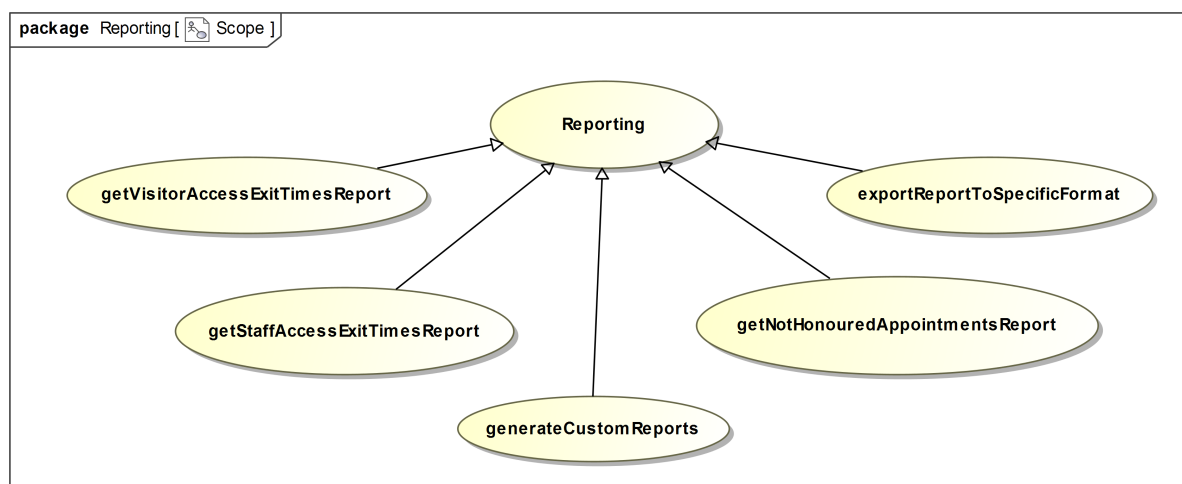 package Reporting [ Scope ]
Reporting
getVisitorAccessExitTimesReport
exportReportToSpecificFormat
getStaffAccessExitTimesReport
getNotHonouredAppointmentsReport
generateCustomReports